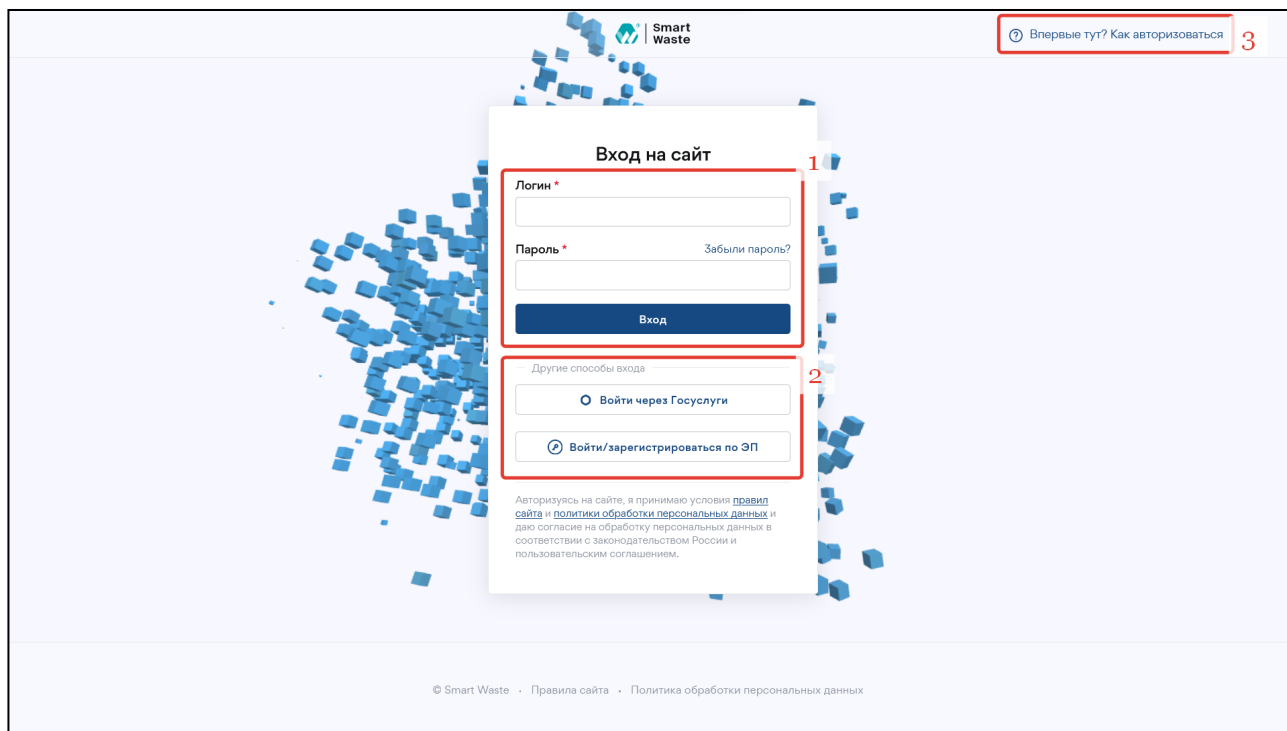 Smart
Waste
Впервые тут? Как авторизоваться
3
Вход на сайт
1
Логин *
Пароль *
Забыли пароль?
Вход
Другие способы входа
2
Войти через Госуслуги
Войти/зарегистрироваться по ЭП
Авторизуясь на сайте, я принимаю условия правил
сайта и политики обработки персональных данных и
даю согласие на обработку персональных данных в
соответствии с законодательством России и
пользовательским соглашением.
© Smart Waste • Правила сайта • Политика обработки персональных данных